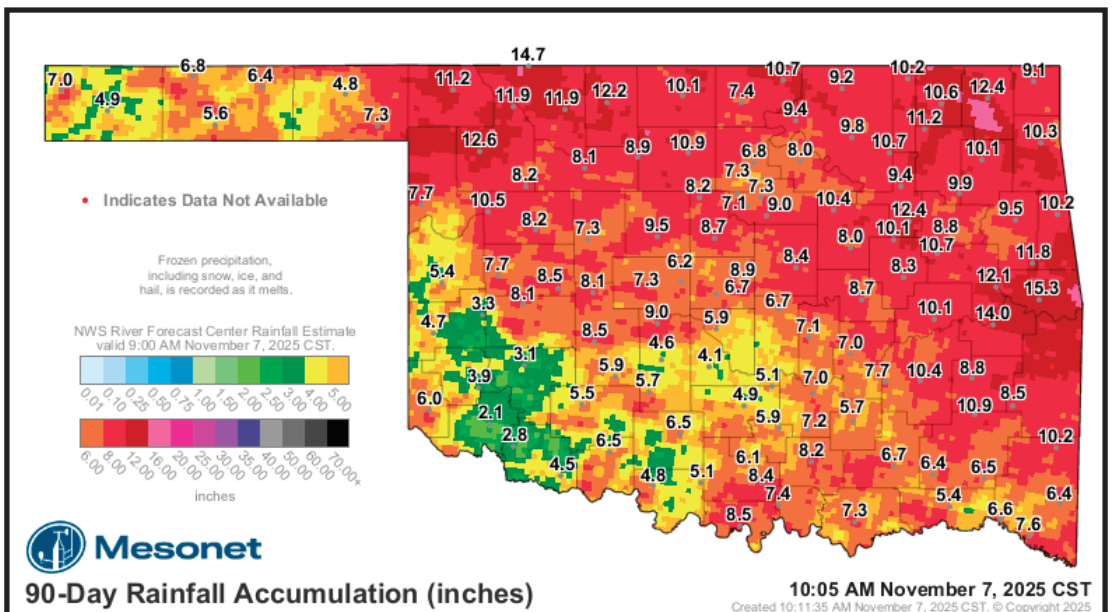 14.7
6.8 10.7 10.2 9.1
7.0 6.4 4.8 11.2 10.1 7.4 9.2 12.4
4.9 11.9 11.9 12.2 10.6
5.6 7.3 9.4 11.2
12.6 9.8 10.3
8.1 8.9 10.9 6.8 8.0 10.7 10.1
8.2 7.3 9.4
7.7 10.5 8.2 7.3 9.9
7.1 9.0 10.4 10.2
Indicates Data Not Available
8.2 7.3 9.5 8.7 12.4 9.5
8.0 10.1 8.8
10.7
Frozen precipitation,
including snow, ice, and
hail, is recorded as it melts.
7.7 6.2 8.4 11.8
5.4 8.5 8.1 7.3 8.9 8.3 12.1
8.1 6.7 8.7 15.3
3.3 6.7
4.7 9.0 5.9 10.1 14.0
NWS River Forecast Center Rainfall Estimate
valid 9:00 AM November 7, 2025 CST.
8.5 7.1
3.1 4.6 4.1 7.0
3.9 5.9 5.7 5.1 7.0 7.7 10.4 8.8
0.01 0.10 0.25 0.50 0.75 1.00 1.50 2.00 2.50 3.00 4.00 5.00
6.0 5.5 4.9 8.5
2.1 5.9 5.7 10.9
2.8 6.5 6.5 7.2 10.2
4.5 4.8 5.1 6.1 8.2 6.7 6.4 6.5
8.4
6.00 8.00 12.00 16.00 20.00 25.00 30.00 35.00 40.00 50.00 60.00 70.00+
7.4 5.4 6.4
inches
8.5 7.3 6.6
7.6
Mesonet
90-Day Rainfall Accumulation (inches)
10:05 AM November 7, 2025 CST
Created 10:11:35 AM November 7, 2025 CST. © Copyright 2025